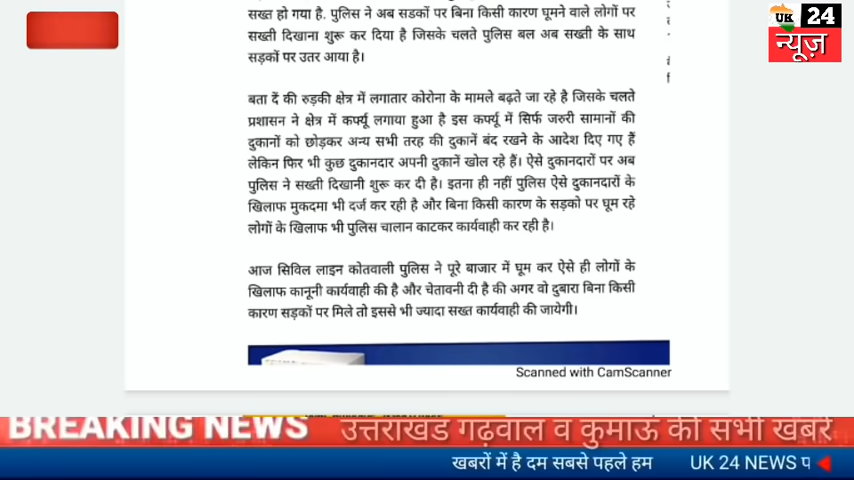 सख्त हो गया है, पुलिस ने अब सडकों पर बिना किसी कारण घूमने वाले लोगों पर
सख्ती दिखाना शुरू कर दिया है जिसके चलते पुलिस बल अब सख्ती के साथ
सड़कों पर उतर आया है।
बता दें की रुड़की क्षेत्र में लगातार कोरोना के मामले बढ़ते जा रहे है जिसके चलते
प्रशासन ने क्षेत्र में कर्फ्यू लगाया हुआ है इस कर्फ्यू में सिर्फ जरुरी सामानों की
दुकानों को छोड़कर अन्य सभी तरह की दुकानें बंद रखने के आदेश दिए गए हैं
लेकिन फिर भी कुछ दुकानदार अपनी दुकानें खोल रहे हैं। ऐसे दुकानदारों पर अब
पुलिस ने सख्ती दिखानी शुरू कर दी है। इतना ही नहीं पुलिस ऐसे दुकानदारों के
खिलाफ मुकदमा भी दर्ज कर रही है और बिना किसी कारण के सड़को पर घूम रहे
लोगों के खिलाफ भी पुलिस चालान काटकर कार्यवाही कर रही है।
आज सिविल लाइन कोतवाली पुलिस ने पूरे बाजार में घूम कर ऐसे ही लोगों के
खिलाफ कानूनी कार्यवाही की है और चेतावनी दी है की अगर वो दुबारा बिना किसी
कारण सड़कों पर मिले तो इससे भी ज्यादा सख्त कार्यवाही की जायेगी।
Scanned with CamScanner
UK 24
न्यूज़
BREAKING NEWS उत्तराखंड गढ़वाल व कुमाऊं की सभी खबरें
खबरों में है दम सबसे पहले हम UK 24 NEWS प